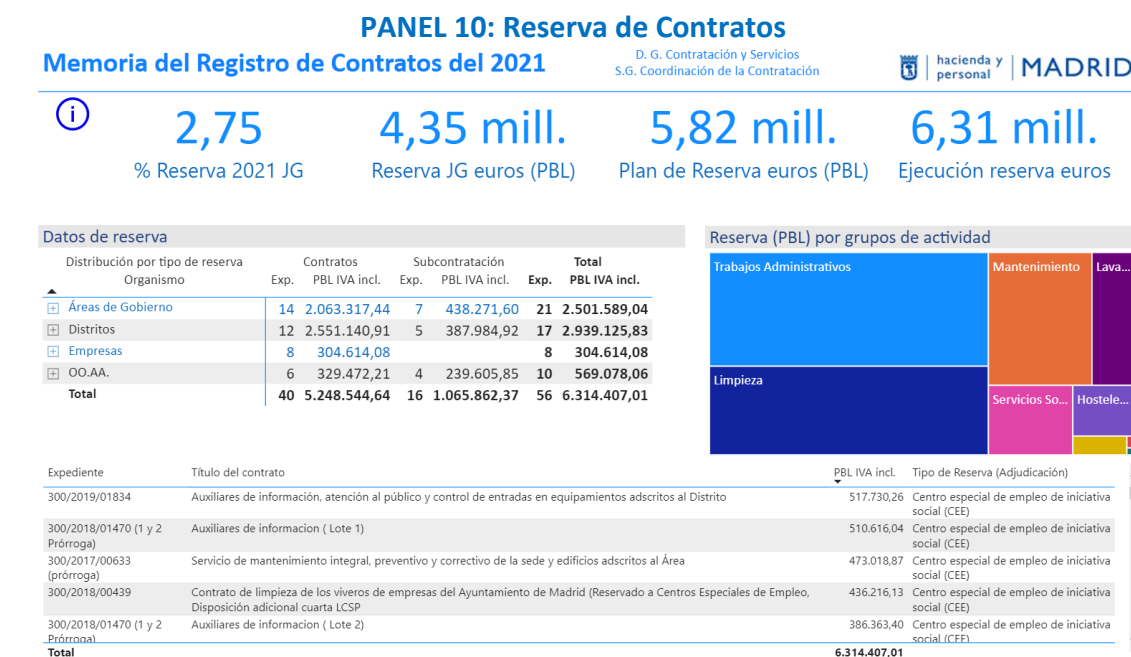 PANEL 10: Reserva de Contratos
Memoria del Registro de Contratos del 2021
D. G. Contratación y Servicios
S.G. Coordinación de la Contratación
hacienda y
personal
MADRID
i
2,75
% Reserva 2021 JG
4,35 mill.
Reserva JG euros (PBL)
5,82 mill.
Plan de Reserva euros (PBL)
6,31 mill.
Ejecución reserva euros
Datos de reserva
Distribución por tipo de reserva Contratos Subcontratación Total
Organismo Exp. PBL IVA incl. Exp. PBL IVA incl. Exp. PBL IVA incl.
Áreas de Gobierno 14 2.063.317,44 7 438.271,60 21 2.501.589,04
Distritos 12 2.551.140,91 5 387.984,92 17 2.939.125,83
Empresas 8 304.614,08 8 304.614,08
OO.AA. 6 329.472,21 4 239.605,85 10 569.078,06
Total 40 5.248.544,64 16 1.065.862,37 56 6.314.407,01
Reserva (PBL) por grupos de actividad
Trabajos Administrativos
Mantenimiento
Lava...
Limpieza
Servicios So...
Hostele...
Expediente Título del contrato PBL IVA incl. Tipo de Reserva (Adjudicación)
300/2019/01834 Auxiliares de información, atención al público y control de entradas en equipamientos adscritos al Distrito 517.730,26 Centro especial de empleo de iniciativa
social (CEE)
300/2018/01470 (1 y 2 Auxiliares de informacion ( Lote 1) 510.616,04 Centro especial de empleo de iniciativa
Prórroga) social (CEE)
300/2017/00633 Servicio de mantenimiento integral, preventivo y correctivo de la sede y edificios adscritos al Área 473.018,87 Centro especial de empleo de iniciativa
(prórroga) social (CEE)
300/2018/00439 Contrato de limpieza de los viveros de empresas del Ayuntamiento de Madrid (Reservado a Centros Especiales de Empleo, 436.216,13 Centro especial de empleo de iniciativa
Disposición adicional cuarta LCSP social (CEE)
300/2018/01470 (1 y 2 Auxiliares de informacion ( Lote 2) 386.363,40 Centro especial de empleo de iniciativa
Prórroga) social (CEE)
Total 6.314.407,01